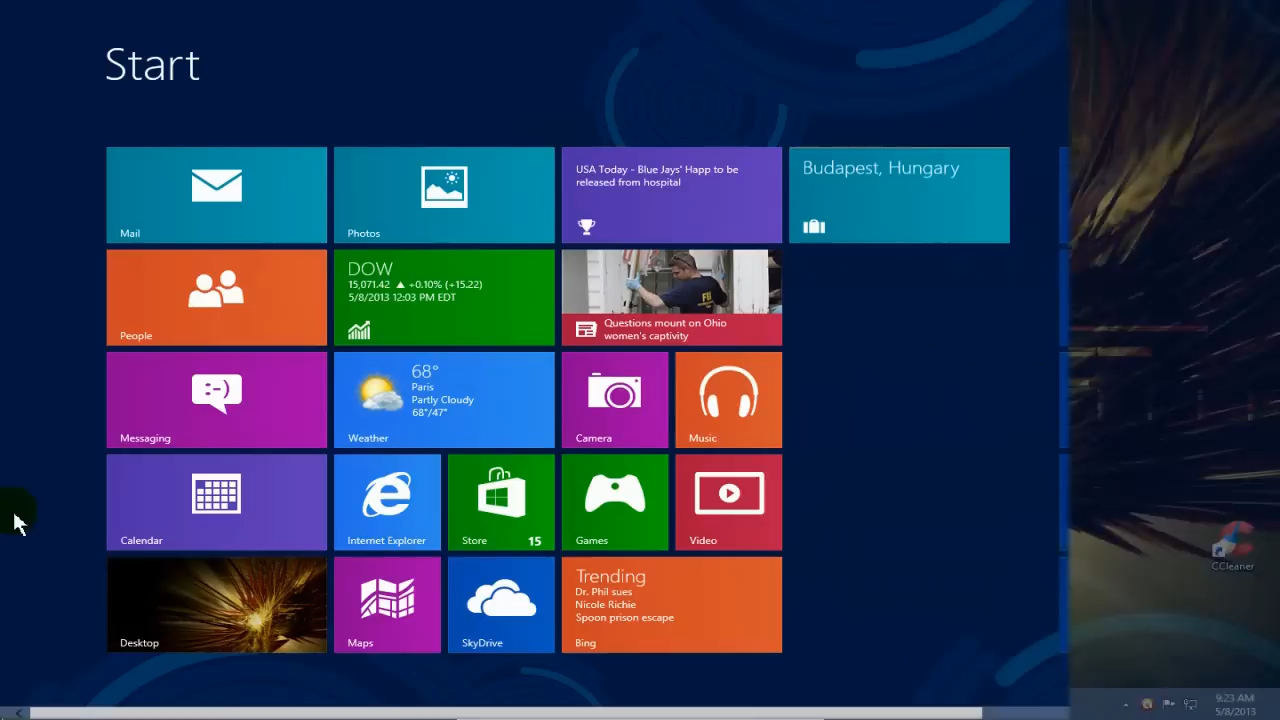 Start
Mail
Photos
USA Today - Blue Jays' Happ to be
released from hospital
Budapest, Hungary
People
DOW
15,071.42 ▲ +0.10% (+15.22)
5/8/2013 12:03 PM EDT
FBI
Questions mount on Ohio
women's captivity
Messaging
:-)
68°
Paris
Partly Cloudy
68°/47°
Weather
Camera
Music
Calendar
Internet Explorer
Store
15
Games
Video
CCleaner
Desktop
Maps
SkyDrive
Trending
Dr. Phil sues
Nicole Richie
Spoon prison escape
Bing
9:23 AM
5/8/2013